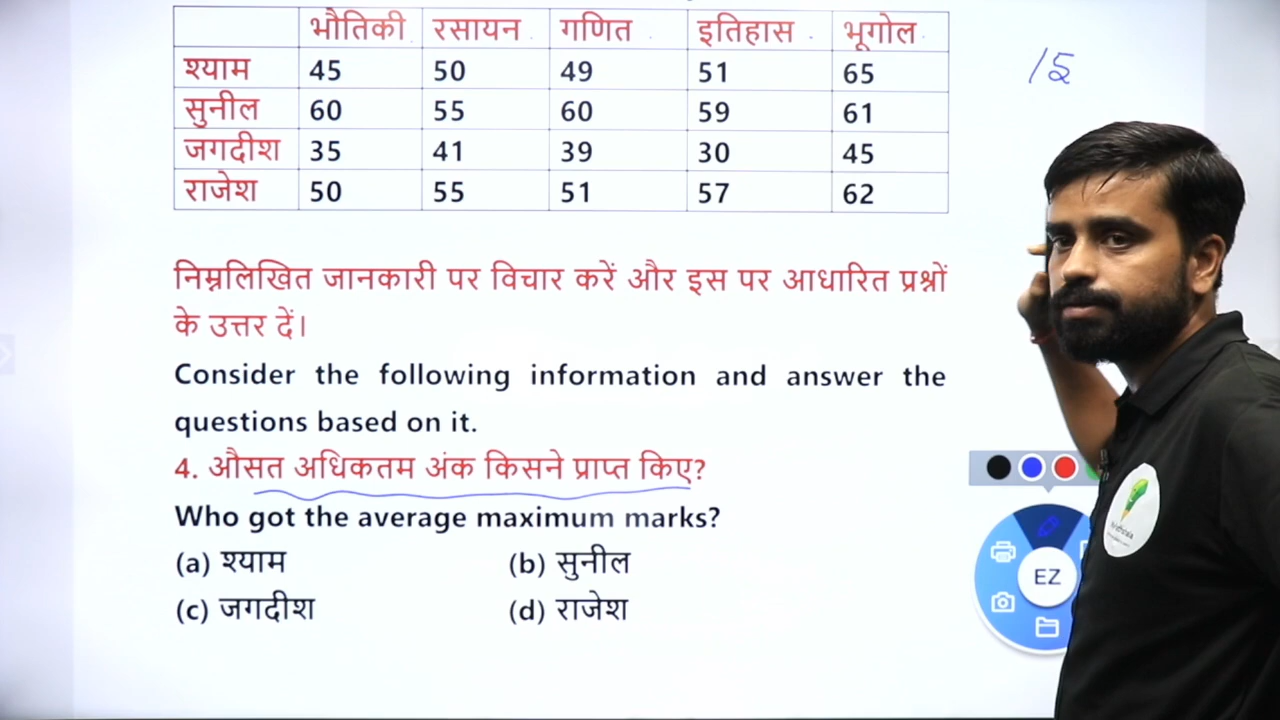 भौतिकी रसायन गणित इतिहास भूगोल
श्याम 45 50 49 51 65
सुनील 60 55 60 59 61
जगदीश 35 41 39 30 45
राजेश 50 55 51 57 62
निम्नलिखित जानकारी पर विचार करें और इस पर आधारित प्रश्नों
के उत्तर दें।
Consider the following information and answer the
questions based on it.
4. औसत अधिकतम अंक किसने प्राप्त किए?
Who got the average maximum marks?
(a) श्याम (b) सुनील
(c) जगदीश (d) राजेश
EZ